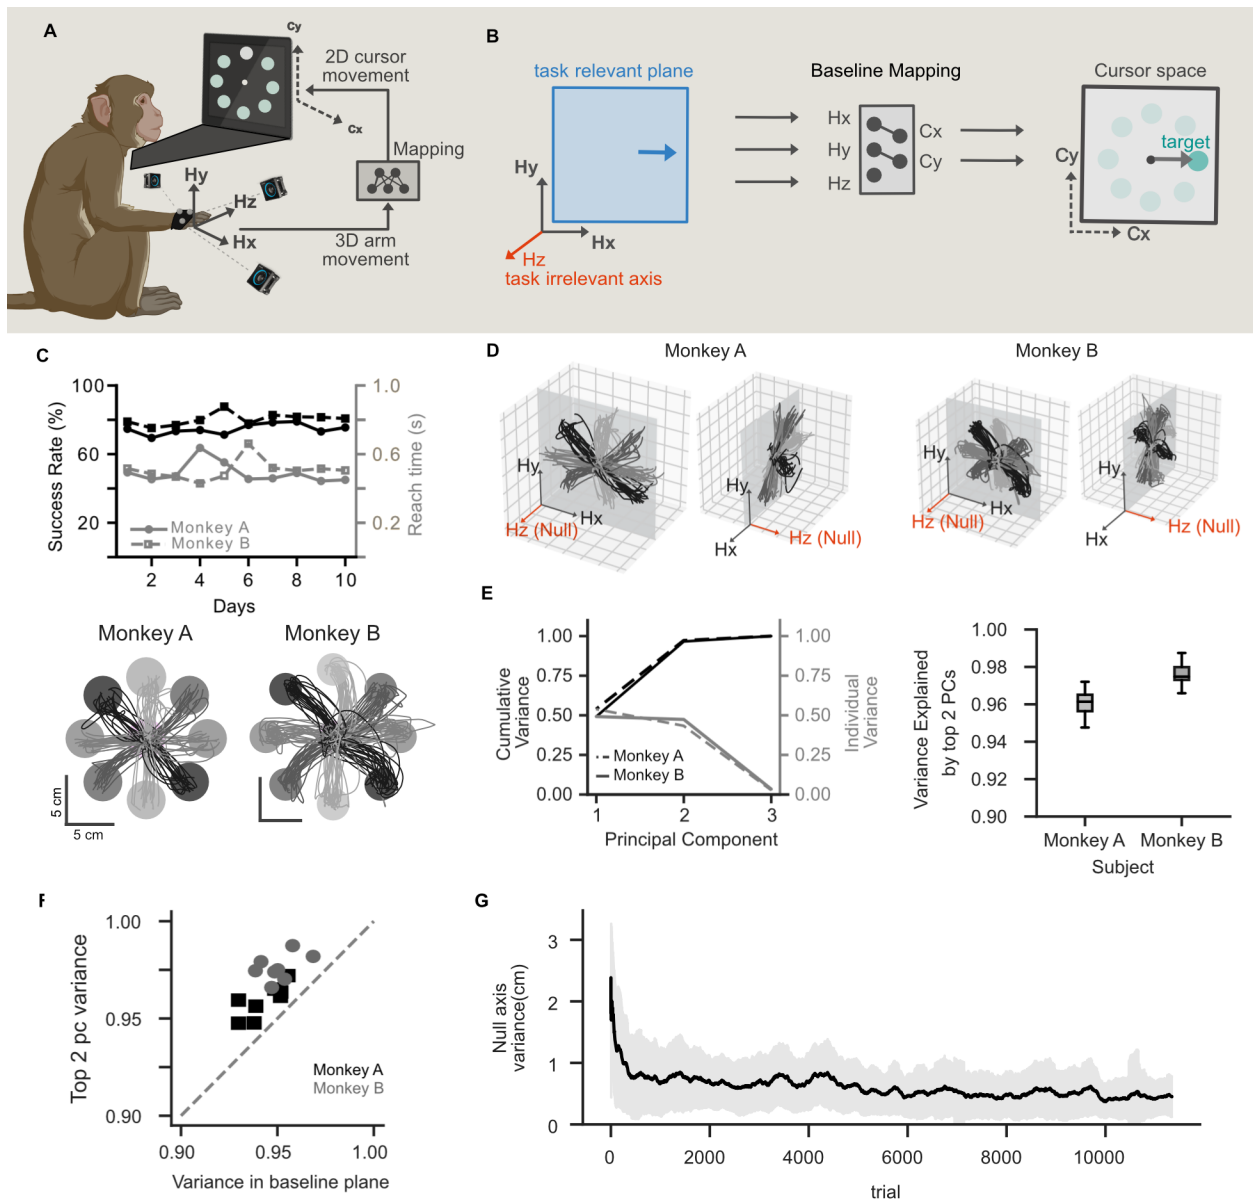 A
Cy
2D cursor
movement
Cx
Mapping
Hy
Hz
Hx
3D arm
movement
B
task relevant plane
Baseline Mapping
Cursor space
Hy
Hx
Hz
task irrelevant axis
Hx
Hy
Hz
Cx
Cy
target
Cy
Cx
C
Success Rate (%)
100
60
20
1.0
0.6
0.2
Reach time (s)
Monkey A
Monkey B
2
4
6
8
10
Days
Monkey A
Monkey B
5 cm
5 cm
D
Monkey A
Monkey B
Hy
Hx
Hz (Null)
Hy
Hx
Hz (Null)
Hy
Hx
Hz (Null)
Hy
Hx
Hz (Null)
E
Cumulative
Variance
1.00
0.75
0.50
0.25
0.00
Monkey A
Monkey B
1
2
3
Principal Component
1.00
0.75
0.50
0.25
0.00
Individual
Variance
Variance Explained
by top 2 PCs
1.00
0.98
0.96
0.94
0.92
0.90
Monkey A
Monkey B
Subject
F
Top 2 pc variance
1.00
0.95
0.90
Monkey A
Monkey B
0.90
0.95
1.00
Variance in baseline plane
G
Null axis
variance(cm)
3
2
1
0
0
2000
4000
6000
8000
10000
trial